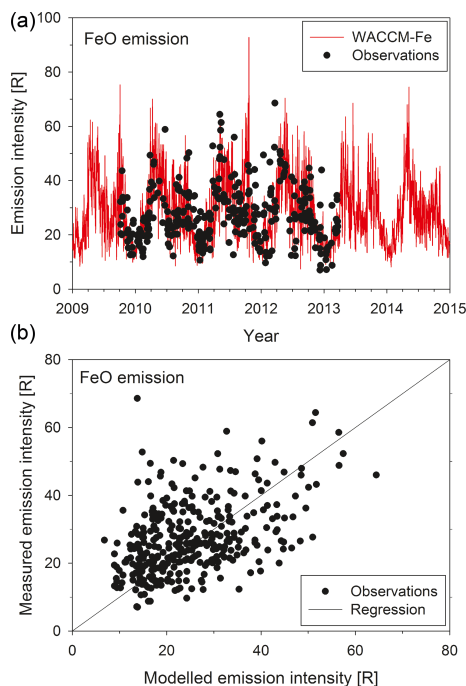 (a)
FeO emission
WACCM-Fe
Observations
Emission intensity [R]
100
80
60
40
20
0
2009 2010 2011 2012 2013 2014 2015
Year
(b)
FeO emission
Measured emission intensity [R]
80
60
40
20
0
Observations
Regression
0 20 40 60 80
Modelled emission intensity [R]